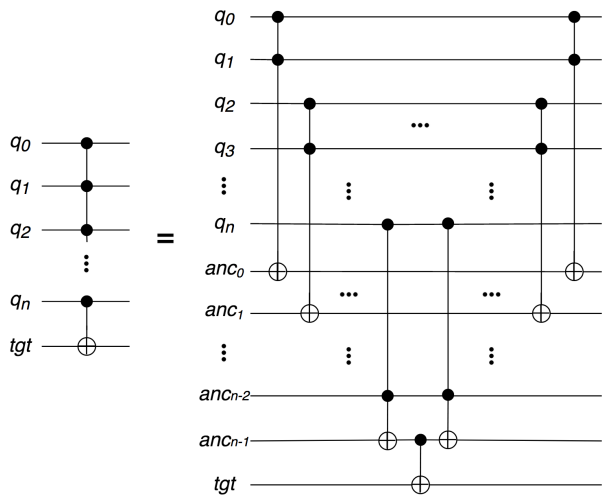 q0
q1
q2
⋮
qn
tgt
=
q0
q1
q2
...
q3
⋮ ⋮ ⋮
qn
anc0
... ...
anc1
⋮ ⋮ ⋮
ancn-2
ancn-1
tgt